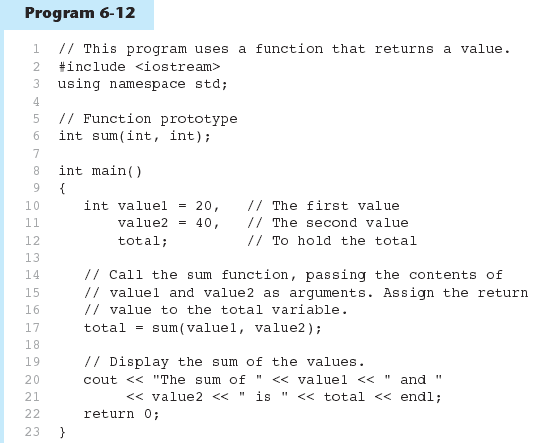 Program 6-12
1 // This program uses a function that returns a value.
2 #include <iostream>
3 using namespace std;
4
5 // Function prototype
6 int sum(int, int);
7
8 int main()
9 {
10 int value1 = 20, // The first value
11 value2 = 40, // The second value
12 total; // To hold the total
13
14 // Call the sum function, passing the contents of
15 // value1 and value2 as arguments. Assign the return
16 // value to the total variable.
17 total = sum(value1, value2);
18
19 // Display the sum of the values.
20 cout << "The sum of " << value1 << " and "
21 << value2 << " is " << total << endl;
22 return 0;
23 }